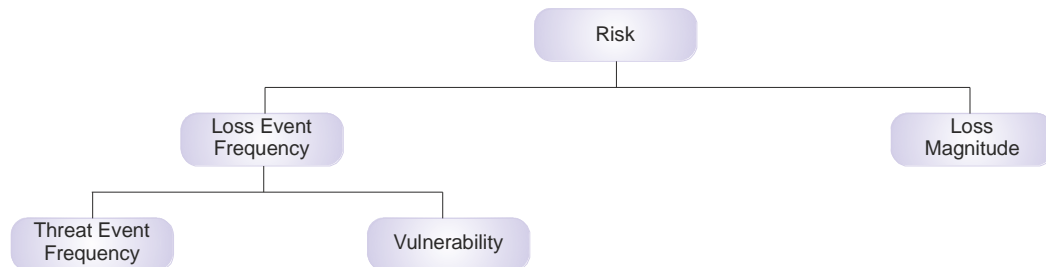 Risk
Loss Event
Frequency
Loss
Magnitude
Threat Event
Frequency
Vulnerability